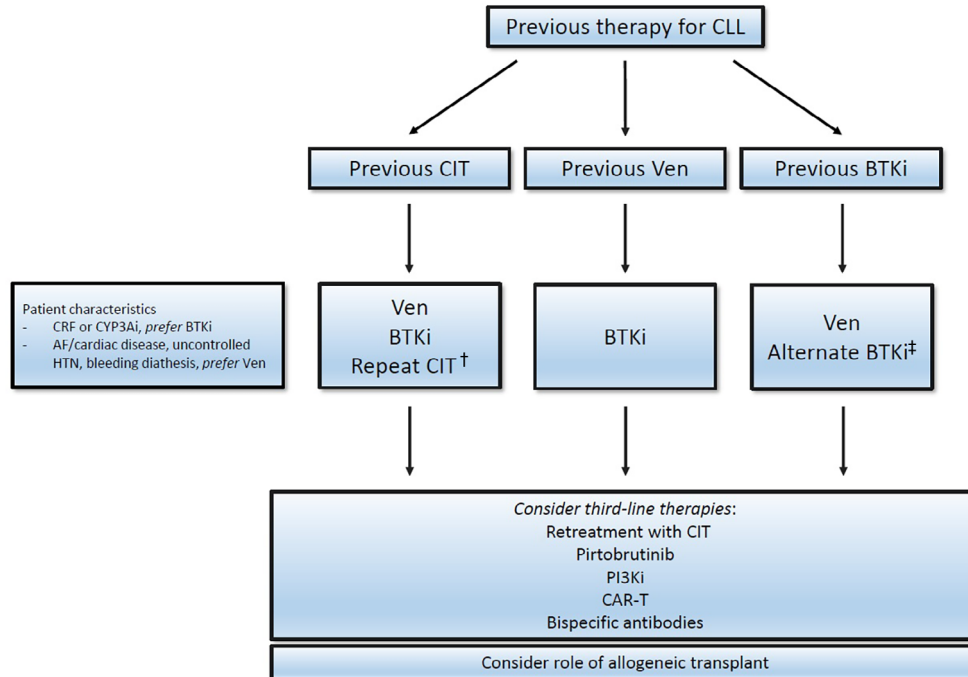 Previous therapy for CLL
Previous CIT
Previous Ven
Previous BTKi
Patient characteristics
- CRF or CYP3Ai, prefer BTKi
- AF/cardiac disease, uncontrolled
HTN, bleeding diathesis, prefer Ven
Ven
BTKi
Repeat CIT†
BTKi
Ven
Alternate BTKi‡
Consider third-line therapies:
Retreatment with CIT
Pirtobrutinib
PI3Ki
CAR-T
Bispecific antibodies
Consider role of allogeneic transplant